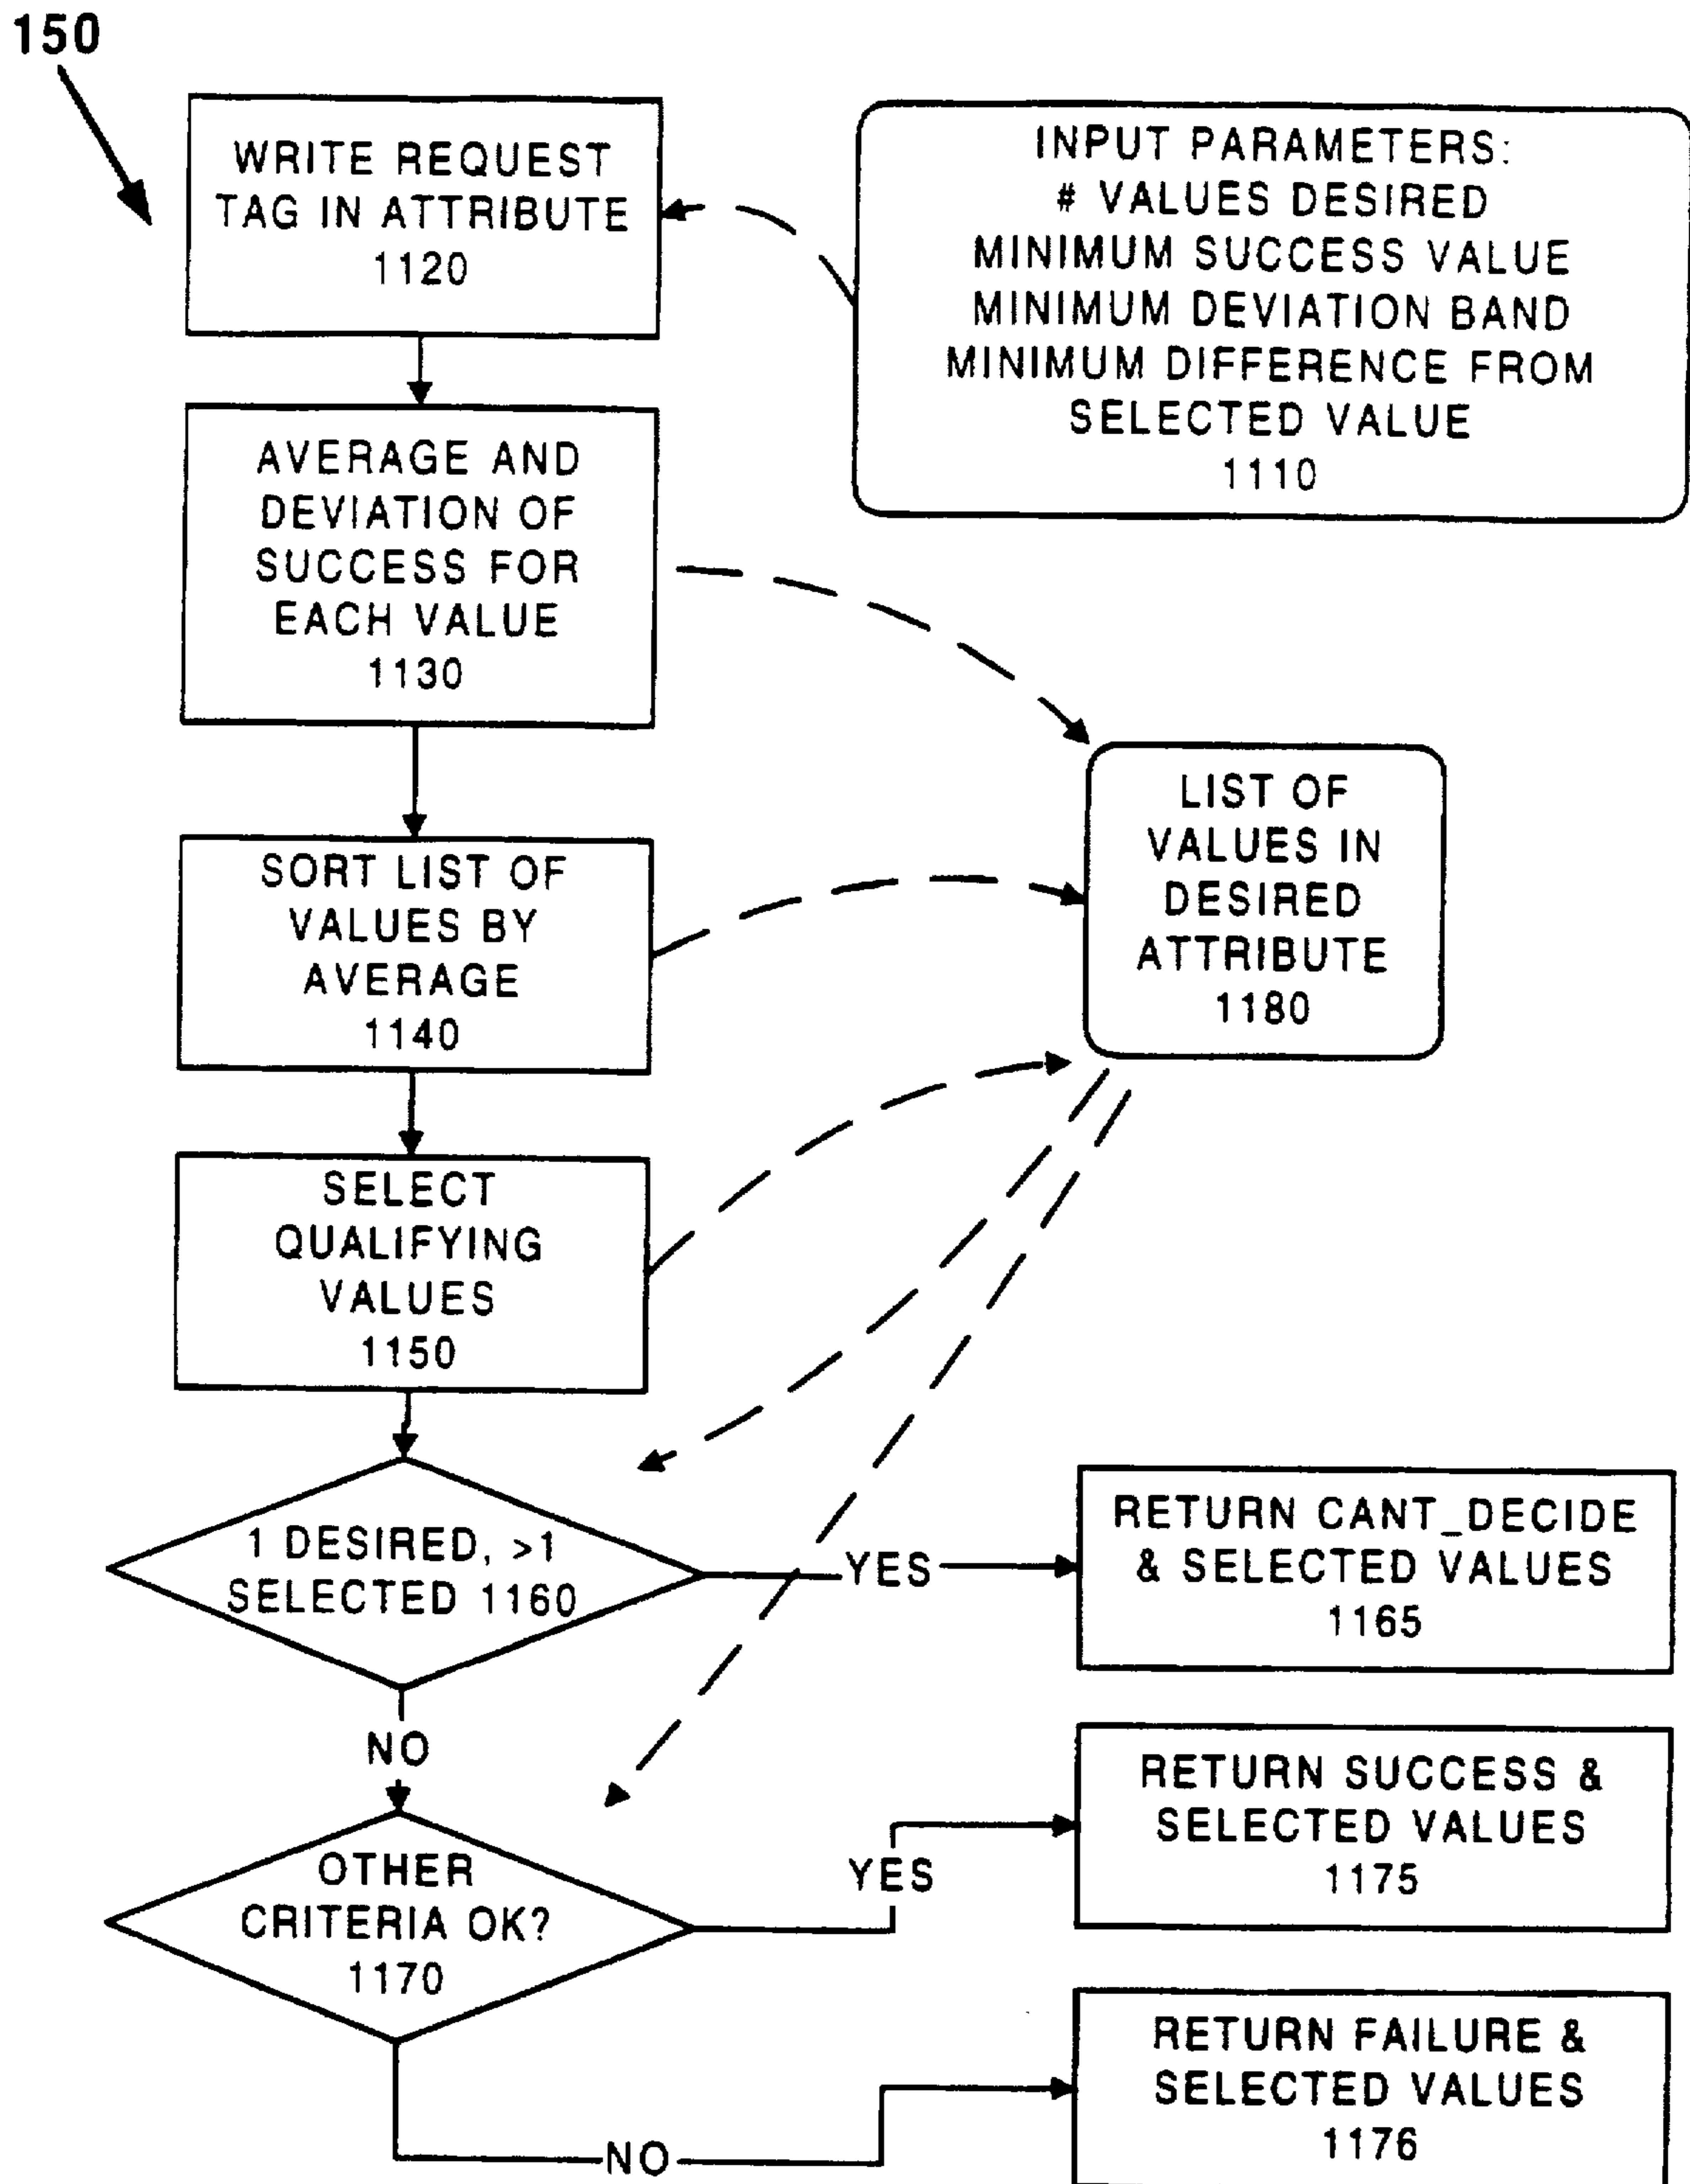 150
WRITE REQUEST
TAG IN ATTRIBUTE
1120
INPUT PARAMETERS:
# VALUES DESIRED
MINIMUM SUCCESS VALUE
MINIMUM DEVIATION BAND
MINIMUM DIFFERENCE FROM
SELECTED VALUE
1110
AVERAGE AND
DEVIATION OF
SUCCESS FOR
EACH VALUE
1130
LIST OF
VALUES IN
DESIRED
ATTRIBUTE
1180
SORT LIST OF
VALUES BY
AVERAGE
1140
SELECT
QUALIFYING
VALUES
1150
1 DESIRED, >1
SELECTED 1160
YES
RETURN CANT_DECIDE
& SELECTED VALUES
1165
NO
OTHER
CRITERIA OK?
1170
YES
RETURN SUCCESS &
SELECTED VALUES
1175
NO
RETURN FAILURE &
SELECTED VALUES
1176